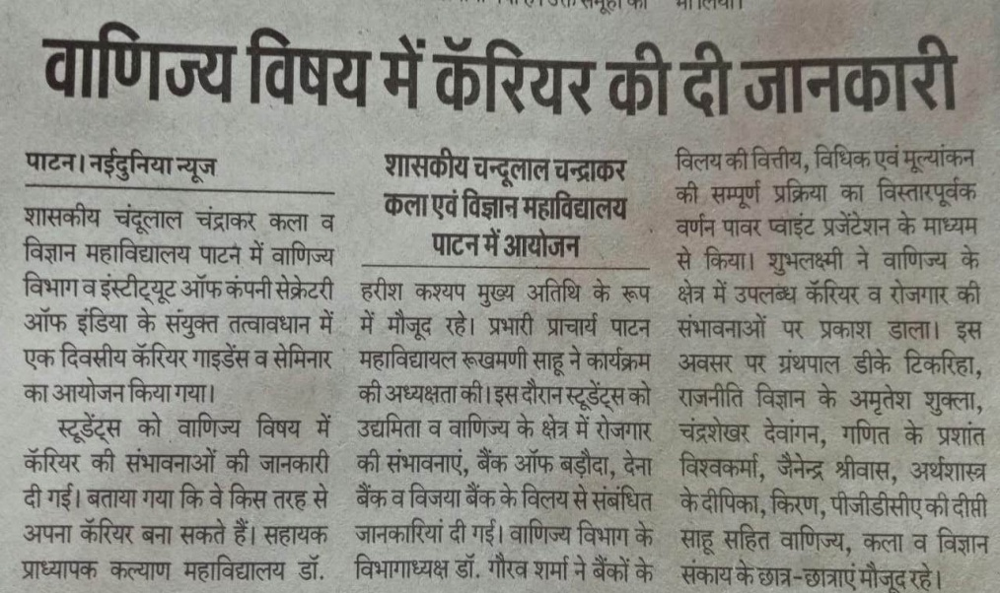 वाणिज्य विषय में कॅरियर की दी जानकारी
पाटन। नईदुनिया न्यूज
शासकीय चंदूलाल चंद्राकर कला व
विज्ञान महाविद्यालय पाटन में वाणिज्य
विभाग व इंस्टीट्यूट ऑफ कंपनी सेक्रेटरी
ऑफ इंडिया के संयुक्त तत्वावधान में
एक दिवसीय कॅरियर गाइडेंस व सेमिनार
का आयोजन किया गया।
स्टूडेंट्स को वाणिज्य विषय में
कॅरियर की संभावनाओं की जानकारी
दी गई। बताया गया कि वे किस तरह से
अपना कॅरियर बना सकते हैं। सहायक
प्राध्यापक कल्याण महाविद्यालय डॉ.
शासकीय चन्दूलाल चन्द्राकर
कला एवं विज्ञान महाविद्यालय
पाटन में आयोजन
हरीश कश्यप मुख्य अतिथि के रूप
में मौजूद रहे। प्रभारी प्राचार्य पाटन
महाविद्यायल रूखमणी साहू ने कार्यक्रम
की अध्यक्षता की। इस दौरान स्टूडेंट्स को
उद्यमिता व वाणिज्य के क्षेत्र में रोजगार
की संभावनाएं, बैंक ऑफ बड़ौदा, देना
बैंक व विजया बैंक के विलय से संबंधित
जानकारियां दी गई। वाणिज्य विभाग के
विभागाध्यक्ष डॉ. गौरव शर्मा ने बैंकों के
विलय की वित्तीय, विधिक एवं मूल्यांकन
की सम्पूर्ण प्रक्रिया का विस्तारपूर्वक
वर्णन पावर प्वाइंट प्रजेंटेशन के माध्यम
से किया। शुभलक्ष्मी ने वाणिज्य के
क्षेत्र में उपलब्ध कॅरियर व रोजगार की
संभावनाओं पर प्रकाश डाला। इस
अवसर पर ग्रंथपाल डीके टिकरिहा,
राजनीति विज्ञान के अमृतेश शुक्ला,
चंद्रशेखर देवांगन, गणित के प्रशांत
विश्वकर्मा, जैनेन्द्र श्रीवास, अर्थशास्त्र
के दीपिका, किरण, पीजीडीसीए की दीप्ती
साहू सहित वाणिज्य, कला व विज्ञान
संकाय के छात्र-छात्राएं मौजूद रहे।